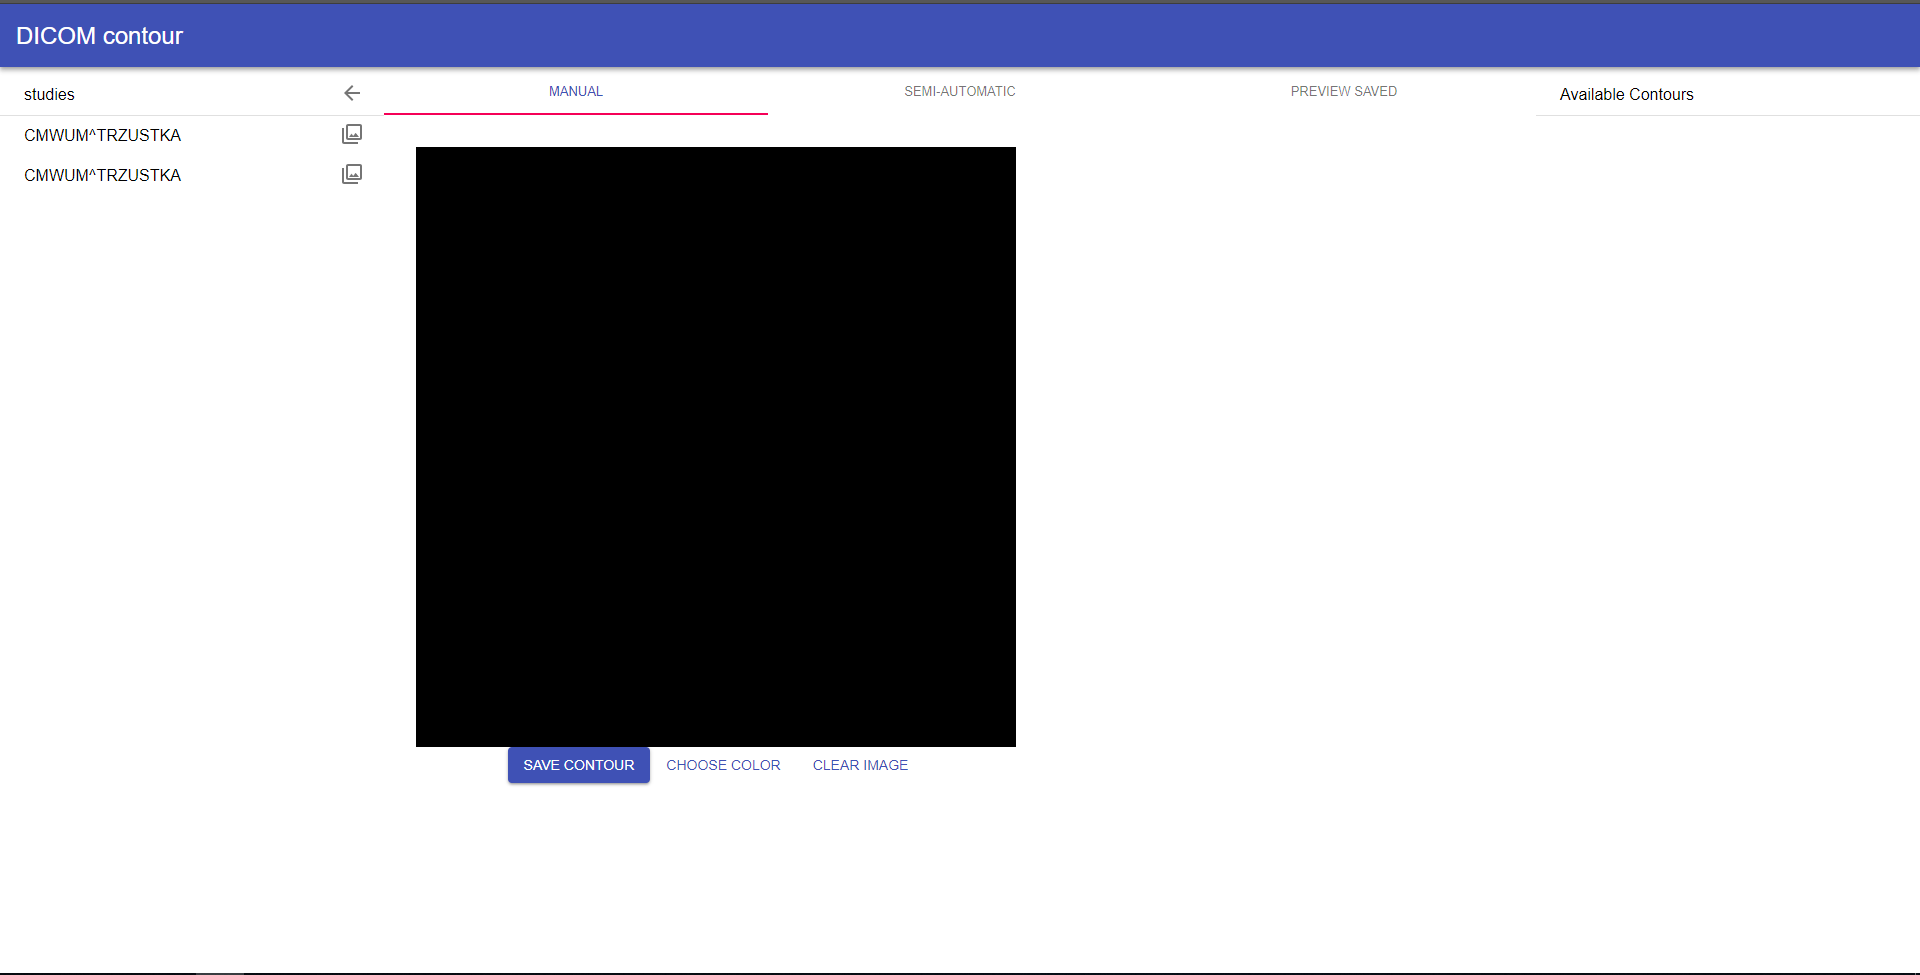 DICOM contour
studies
MANUAL
SEMI-AUTOMATIC
PREVIEW SAVED
Available Contours
CMWUM^TRZUSTKA
CMWUM^TRZUSTKA
SAVE CONTOUR
CHOOSE COLOR
CLEAR IMAGE